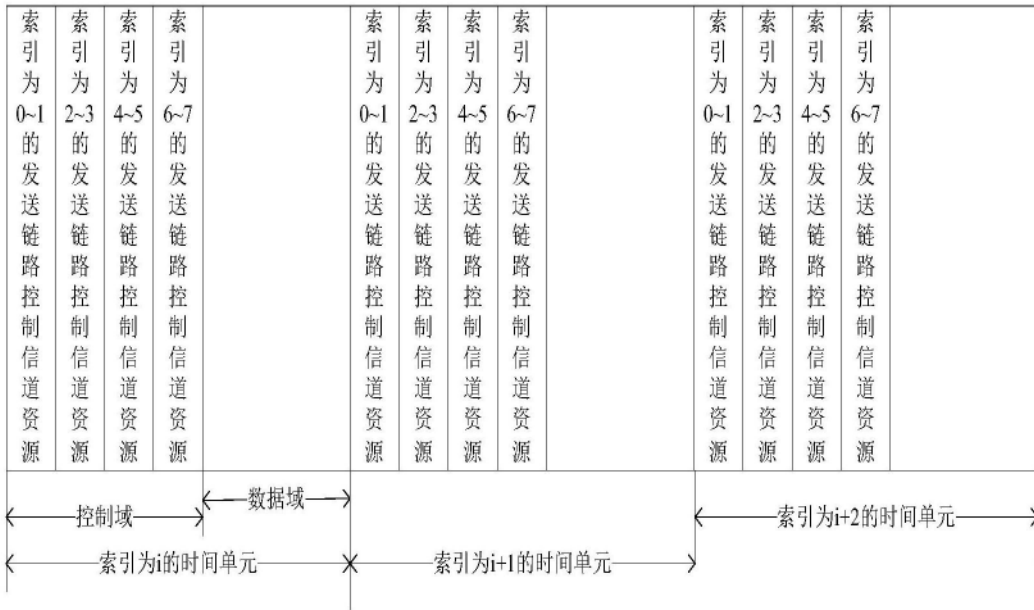 索引为0~1的发送链路控制信道资源
索引为2~3的发送链路控制信道资源
索引为4~5的发送链路控制信道资源
索引为6~7的发送链路控制信道资源
索引为0~1的发送链路控制信道资源
索引为2~3的发送链路控制信道资源
索引为4~5的发送链路控制信道资源
索引为6~7的发送链路控制信道资源
索引为0~1的发送链路控制信道资源
索引为2~3的发送链路控制信道资源
索引为4~5的发送链路控制信道资源
索引为6~7的发送链路控制信道资源
控制域
数据域
索引为i的时间单元
索引为i+1的时间单元
索引为i+2的时间单元